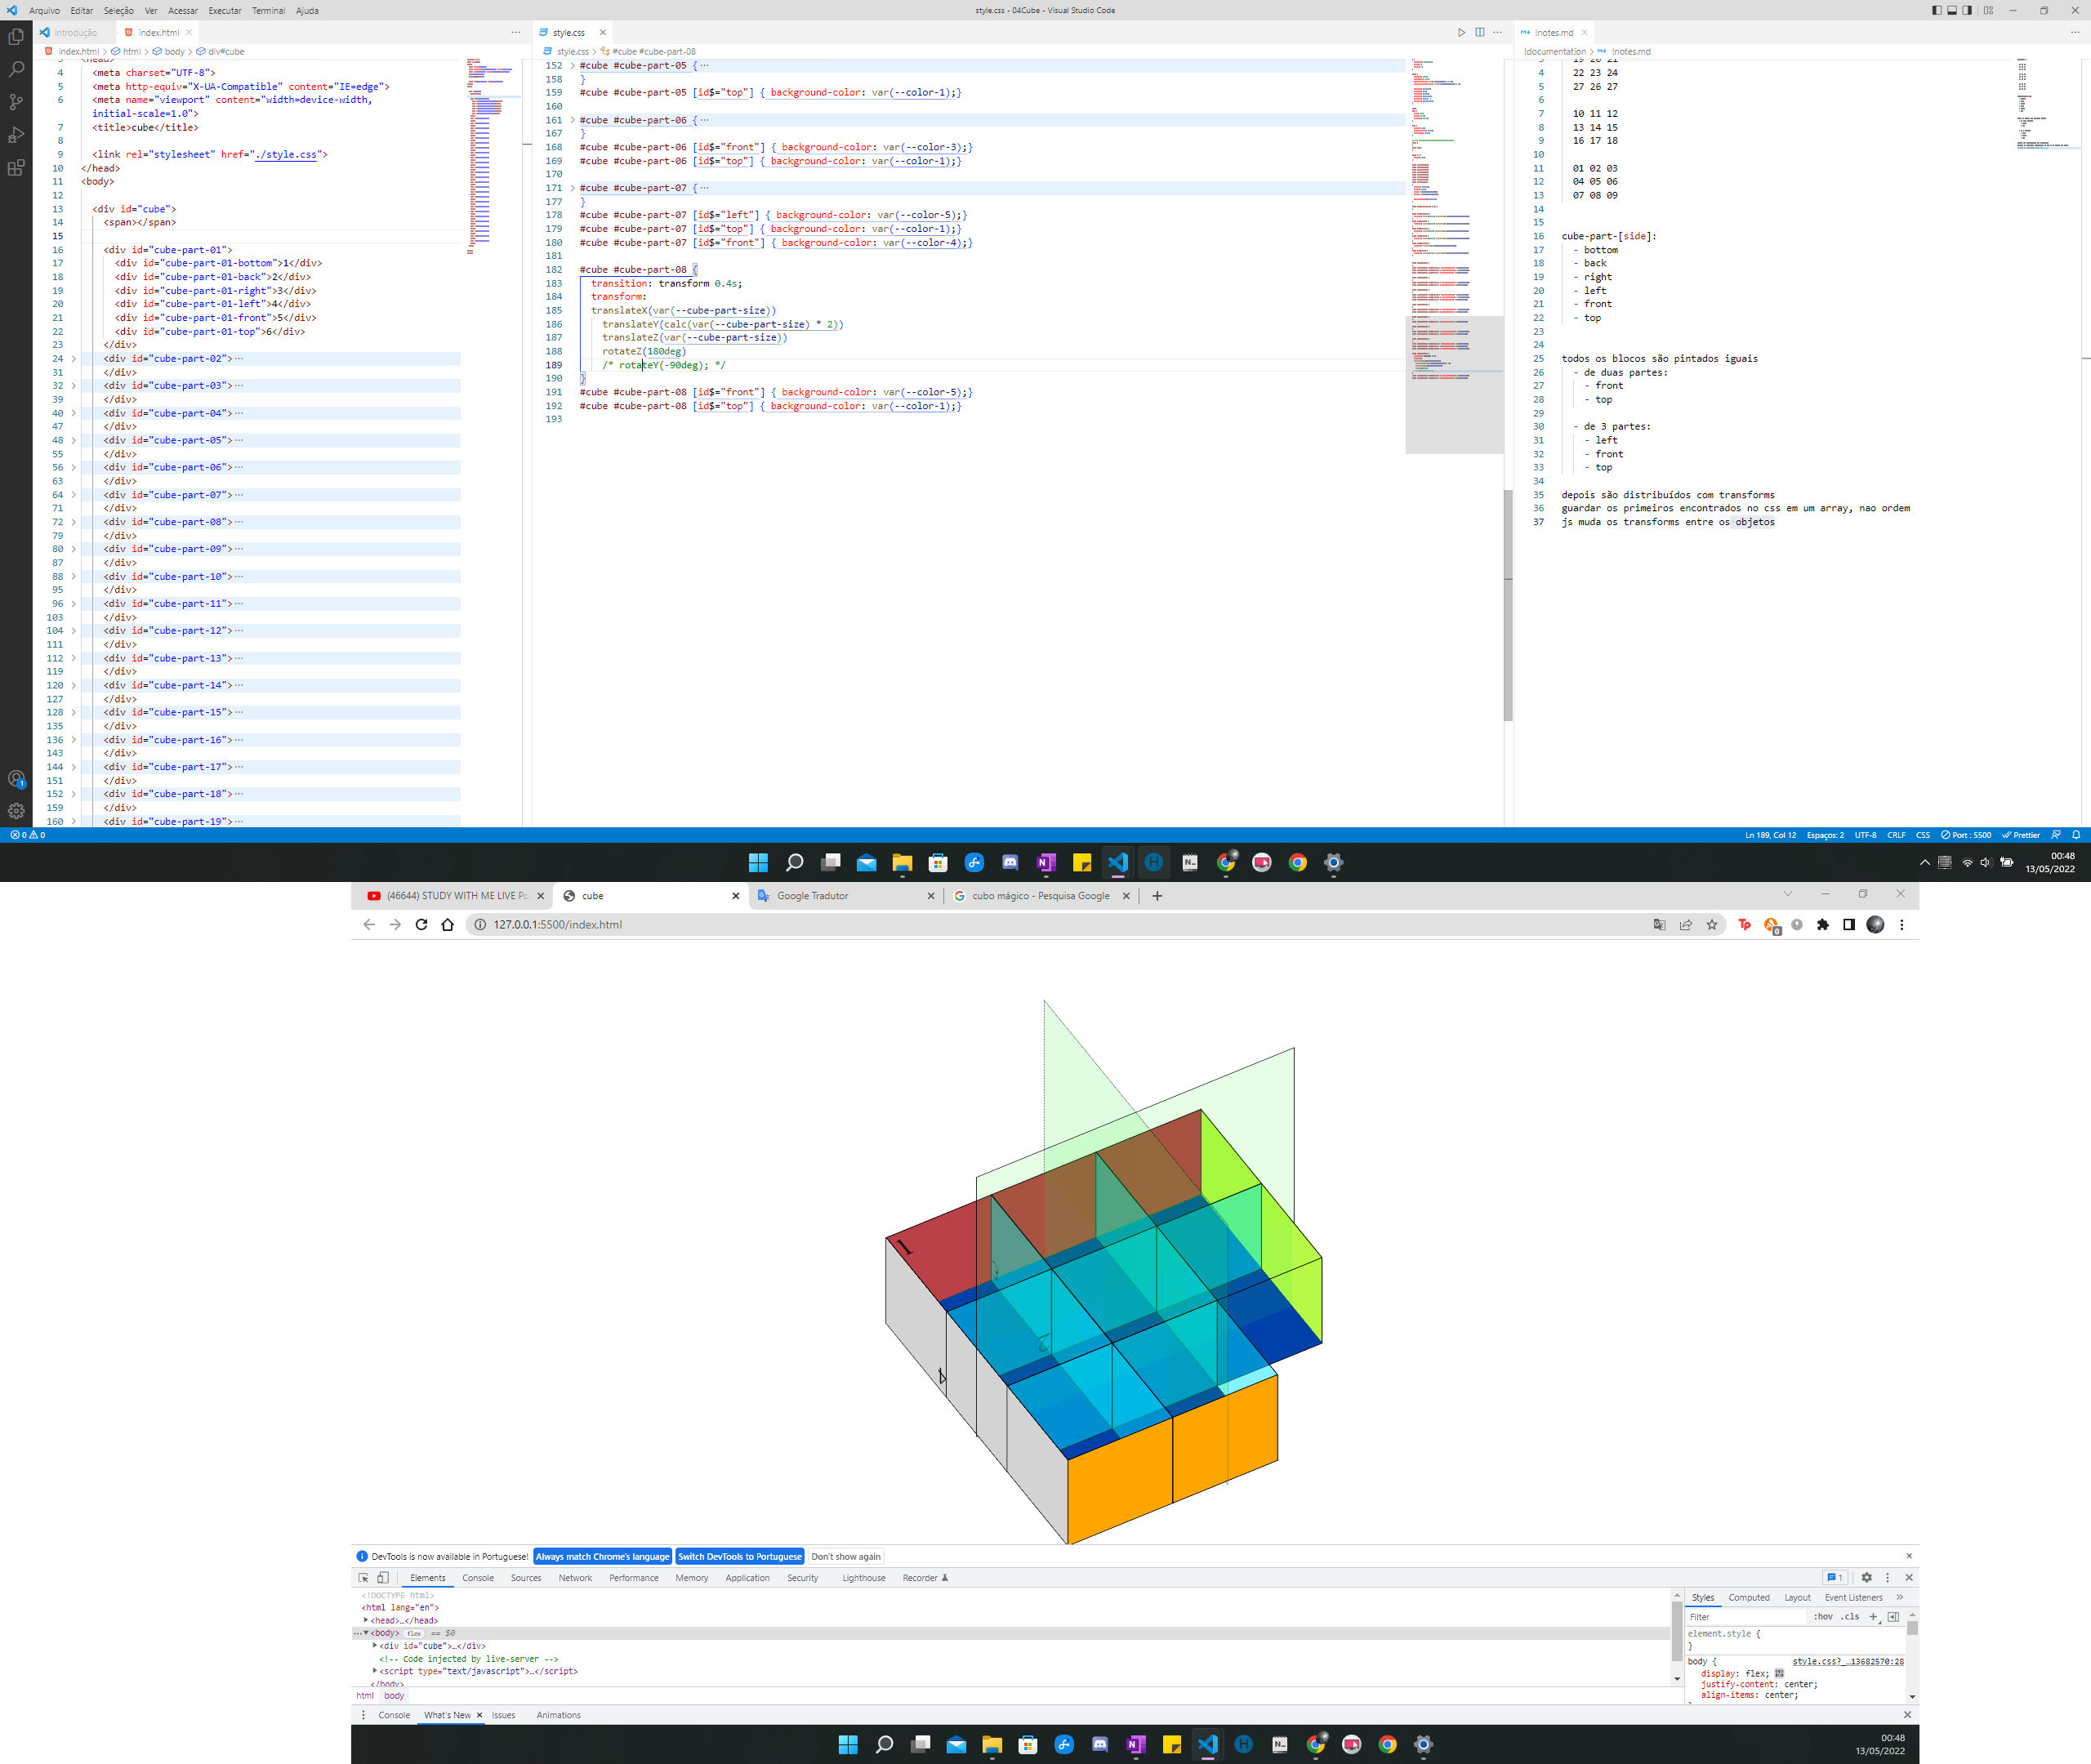 Arquivo Editar Seleção Ver Acessar Executar Terminal Ajuda
style.css - 04Cube - Visual Studio Code
Introdução index.html
index.html > html > body > div#cube
3 <head>
4 <meta charset="UTF-8">
5 <meta http-equiv="X-UA-Compatible" content="IE=edge">
6 <meta name="viewport" content="width=device-width,
initial-scale=1.0">
7 <title>cube</title>
8
9 <link rel="stylesheet" href="./style.css">
10 </head>
11 <body>
12
13 <div id="cube">
14 <span></span>
15
16 <div id="cube-part-01">
17 <div id="cube-part-01-bottom">1</div>
18 <div id="cube-part-01-back">2</div>
19 <div id="cube-part-01-right">3</div>
20 <div id="cube-part-01-left">4</div>
21 <div id="cube-part-01-front">5</div>
22 <div id="cube-part-01-top">6</div>
23 </div>
24 <div id="cube-part-02">···
31 </div>
32 <div id="cube-part-03">···
39 </div>
40 <div id="cube-part-04">···
47 </div>
48 <div id="cube-part-05">···
55 </div>
56 <div id="cube-part-06">···
63 </div>
64 <div id="cube-part-07">···
71 </div>
72 <div id="cube-part-08">···
79 </div>
80 <div id="cube-part-09">···
87 </div>
88 <div id="cube-part-10">···
95 </div>
96 <div id="cube-part-11">···
103 </div>
104 <div id="cube-part-12">···
111 </div>
112 <div id="cube-part-13">···
119 </div>
120 <div id="cube-part-14">···
127 </div>
128 <div id="cube-part-15">···
135 </div>
136 <div id="cube-part-16">···
143 </div>
144 <div id="cube-part-17">···
151 </div>
152 <div id="cube-part-18">···
159 </div>
160 <div id="cube-part-19">···
style.css
style.css > #cube #cube-part-08
152 #cube #cube-part-05 {···
158 }
159 #cube #cube-part-05 [id$="top"] { background-color: var(--color-1);}
160
161 #cube #cube-part-06 {···
167 }
168 #cube #cube-part-06 [id$="front"] { background-color: var(--color-3);}
169 #cube #cube-part-06 [id$="top"] { background-color: var(--color-1);}
170
171 #cube #cube-part-07 {···
177 }
178 #cube #cube-part-07 [id$="left"] { background-color: var(--color-5);}
179 #cube #cube-part-07 [id$="top"] { background-color: var(--color-1);}
180 #cube #cube-part-07 [id$="front"] { background-color: var(--color-4);}
181
182 #cube #cube-part-08 {
183 transition: transform 0.4s;
184 transform:
185 translateX(var(--cube-part-size))
186 translateY(calc(var(--cube-part-size) * 2))
187 translateZ(var(--cube-part-size))
188 rotateZ(180deg)
189 /* rotateY(-90deg); */
190 }
191 #cube #cube-part-08 [id$="front"] { background-color: var(--color-5);}
192 #cube #cube-part-08 [id$="top"] { background-color: var(--color-1);}
193
!notes.md
!documentation > !notes.md
3 19 20 21
4 22 23 24
5 27 26 27
6
7 10 11 12
8 13 14 15
9 16 17 18
10
11 01 02 03
12 04 05 06
13 07 08 09
14
15
16 cube-part-[side]:
17 - bottom
18 - back
19 - right
20 - left
21 - front
22 - top
23
24
25 todos os blocos são pintados iguais
26 - de duas partes:
27 - front
28 - top
29
30 - de 3 partes:
31 - left
32 - front
33 - top
34
35 depois são distribuídos com transforms
36 guardar os primeiros encontrados no css em um array, nao ordem
37 js muda os transforms entre os objetos
0 0
Ln 189, Col 12 Espaços: 2 UTF-8 CRLF CSS Port : 5500 Prettier
00:48
13/05/2022
(46644) STUDY WITH ME LIVE Po cube Google Tradutor cubo mágico - Pesquisa Google
127.0.0.1:5500/index.html
1
4
DevTools is now available in Portuguese! Always match Chrome's language Switch DevTools to Portuguese Don't show again
Elements Console Sources Network Performance Memory Application Security Lighthouse Recorder 1
<!DOCTYPE html>
<html lang="en">
<head>…</head>
<body> flex == $0
<div id="cube">…</div>
<!-- Code injected by live-server -->
<script type="text/javascript">…</script>
</body>
html body
Styles Computed Layout Event Listeners
Filter :hov .cls
element.style {
}
body { style.css?_…13682570:28
display: flex;
justify-content: center;
align-items: center;
Console What's New Issues Animations
00:48
13/05/2022